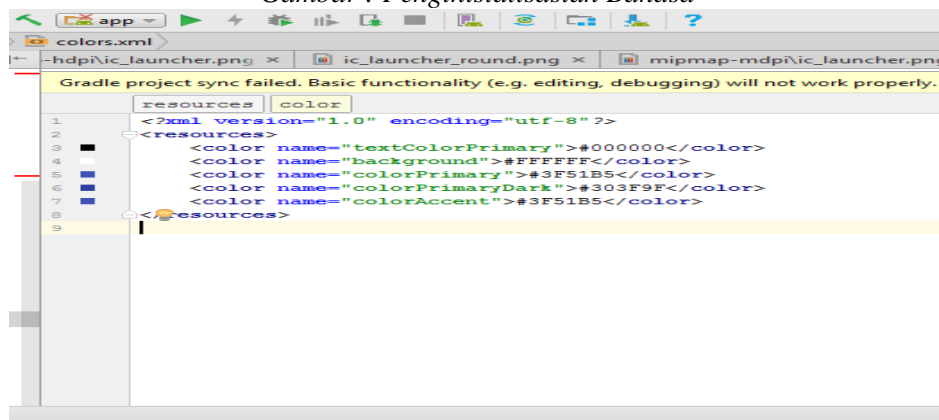 Gambar : Penginisialisasian Bahasa
app
colors.xml
-hdpi\ic_launcher.png × ic_launcher_round.png × mipmap-mdpi\ic_launcher.png
Gradle project sync failed. Basic functionality (e.g. editing, debugging) will not work properly.
resources color
1 <?xml version="1.0" encoding="utf-8"?>
2 <resources>
3 <color name="textColorPrimary">#000000</color>
4 <color name="background">#FFFFFF</color>
5 <color name="colorPrimary">#3F51B5</color>
6 <color name="colorPrimaryDark">#303F9F</color>
7 <color name="colorAccent">#3F51B5</color>
8 </resources>
9